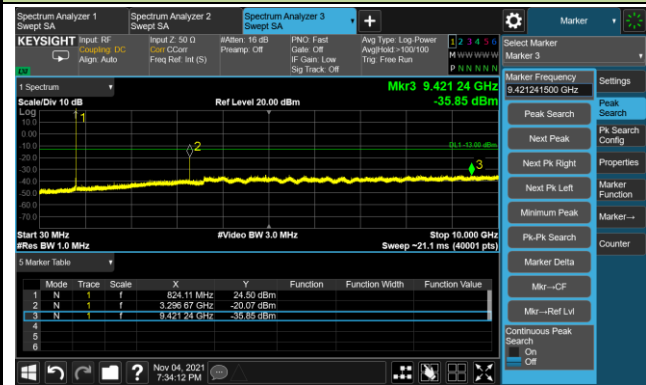 Spectrum Analyzer 1
Swept SA
Spectrum Analyzer 2
Swept SA
Spectrum Analyzer 3
Swept SA
+
Marker
KEYSIGHT
Input: RF
Coupling: DC
Align: Auto
Input Z: 50 Ω
Corr CCorr
Freq Ref: Int (S)
#Atten: 16 dB
Preamp: Off
PNO: Fast
Gate: Off
IF Gain: Low
Sig Track: Off
Avg Type: Log-Power
Avg|Hold:>100/100
Trig: Free Run
1 2 3 4 5 6
M W W W W W
P N N N N N
LXI
Select Marker
Marker 3
1 Spectrum
Mkr3 9.421 24 GHz
Scale/Div 10 dB
Ref Level 20.00 dBm
-35.85 dBm
Log
10.0
0.00
-10.0
-20.0
-30.0
-40.0
-50.0
-60.0
-70.0
1
2
3
DL1 -13.00 dBm
Start 30 MHz
#Video BW 3.0 MHz
Stop 10.000 GHz
#Res BW 1.0 MHz
Sweep ~21.1 ms (40001 pts)
5 Marker Table
Mode Trace Scale X Y Function Function Width Function Value
1 N 1 f 824.11 MHz 24.50 dBm
2 N 1 f 3.296 67 GHz -20.07 dBm
3 N 1 f 9.421 24 GHz -35.85 dBm
4
5
6
Marker Frequency
9.421241500 GHz
Peak Search
Next Peak
Next Pk Right
Next Pk Left
Minimum Peak
Pk-Pk Search
Marker Delta
Mkr→CF
Mkr→Ref Lvl
Continuous Peak
Search
On
Off
Settings
Peak
Search
Pk Search
Config
Properties
Marker
Function
Marker→
Counter
?
Nov 04, 2021
7:34:12 PM